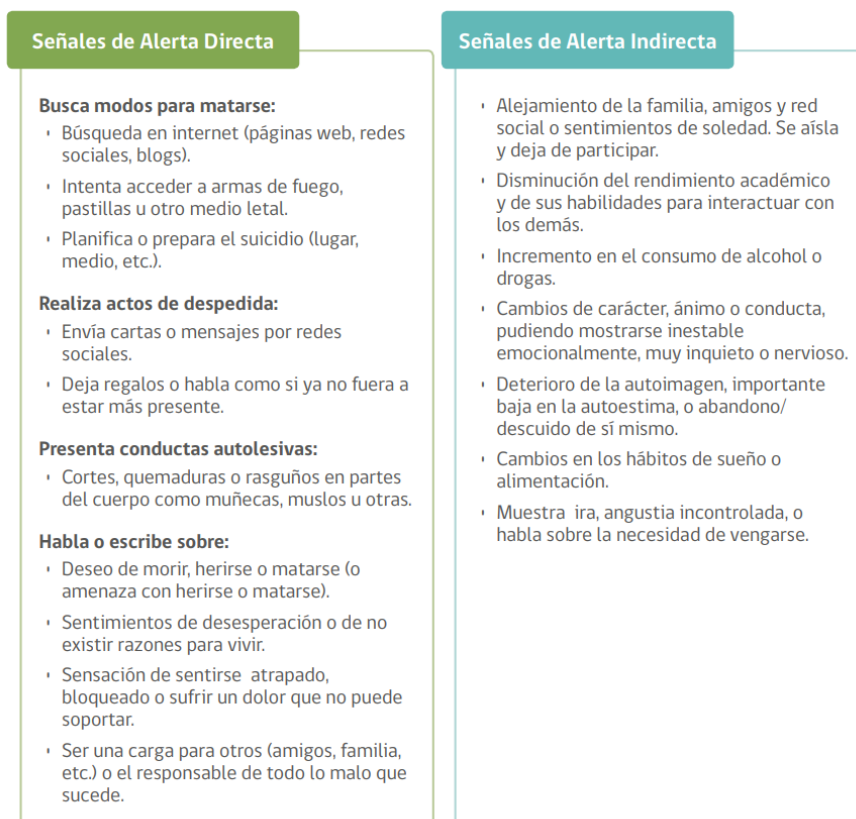 Señales de Alerta Directa
Busca modos para matarse:
· Búsqueda en internet (páginas web, redes
sociales, blogs).
· Intenta acceder a armas de fuego,
pastillas u otro medio letal.
· Planifica o prepara el suicidio (lugar,
medio, etc.).
Realiza actos de despedida:
· Envía cartas o mensajes por redes
sociales.
· Deja regalos o habla como si ya no fuera a
estar más presente.
Presenta conductas autolesivas:
· Cortes, quemaduras o rasguños en partes
del cuerpo como muñecas, muslos u otras.
Habla o escribe sobre:
· Deseo de morir, herirse o matarse (o
amenaza con herirse o matarse).
· Sentimientos de desesperación o de no
existir razones para vivir.
· Sensación de sentirse atrapado,
bloqueado o sufrir un dolor que no puede
soportar.
· Ser una carga para otros (amigos, familia,
etc.) o el responsable de todo lo malo que
sucede.
Señales de Alerta Indirecta
· Alejamiento de la familia, amigos y red
social o sentimientos de soledad. Se aísla
y deja de participar.
· Disminución del rendimiento académico
y de sus habilidades para interactuar con
los demás.
· Incremento en el consumo de alcohol o
drogas.
· Cambios de carácter, ánimo o conducta,
pudiendo mostrarse inestable
emocionalmente, muy inquieto o nervioso.
· Deterioro de la autoimagen, importante
baja en la autoestima, o abandono/
descuido de sí mismo.
· Cambios en los hábitos de sueño o
alimentación.
· Muestra ira, angustia incontrolada, o
habla sobre la necesidad de vengarse.